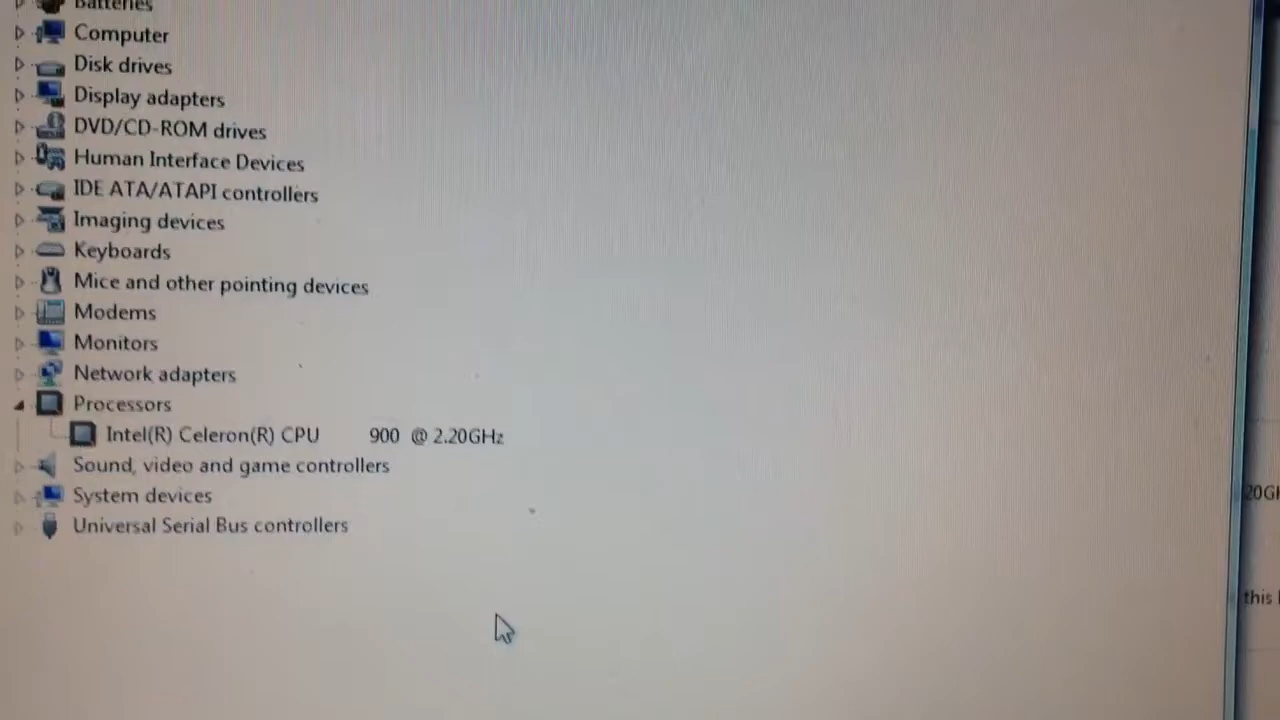 Batteries
Computer
Disk drives
Display adapters
DVD/CD-ROM drives
Human Interface Devices
IDE ATA/ATAPI controllers
Imaging devices
Keyboards
Mice and other pointing devices
Modems
Monitors
Network adapters
Processors
Intel(R) Celeron(R) CPU 900 @ 2.20GHz
Sound, video and game controllers
System devices
Universal Serial Bus controllers
this